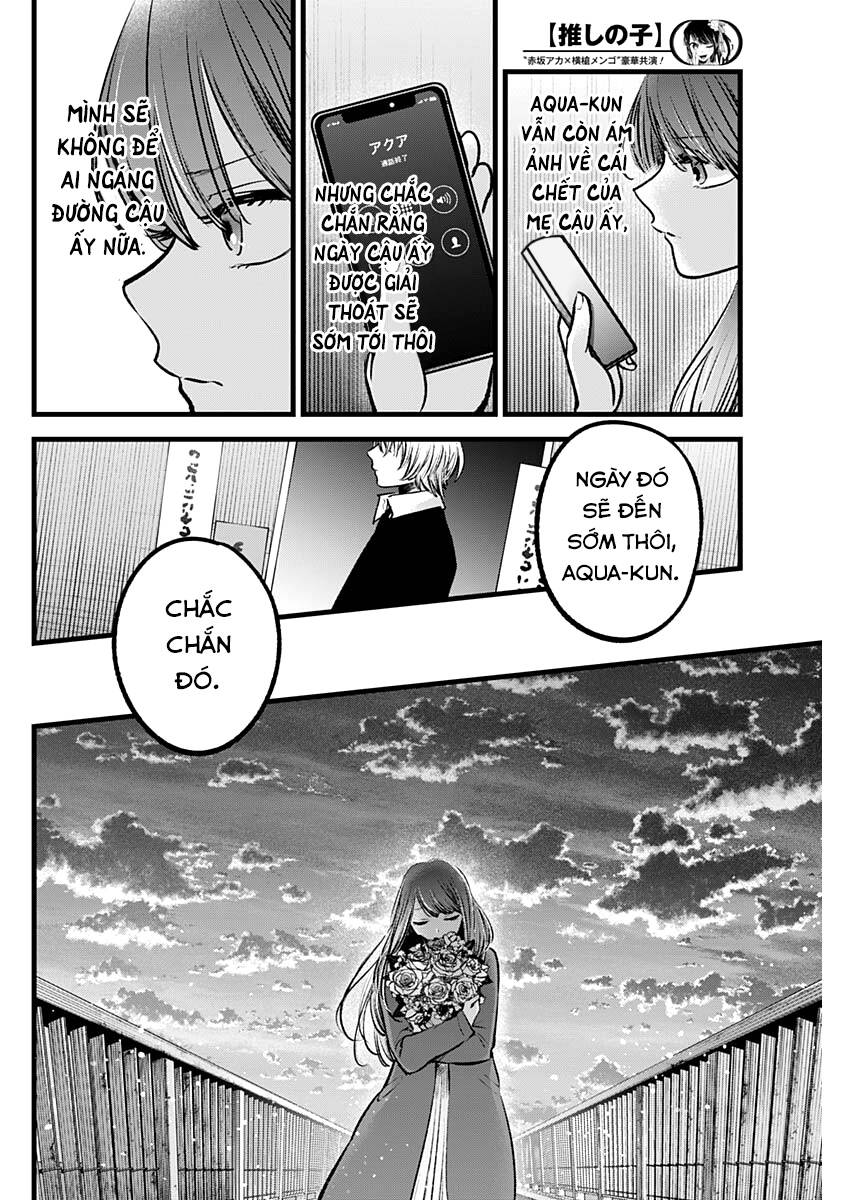 【推しの子】
"赤坂アカ×横槍メンゴ"豪華共演！
AQUA-KUN
VẪN CÒN ÁM
ẢNH VỀ CÁI
CHẾT CỦA
MẸ CẬU ẤY,
アクア
通話終了
NHƯNG CHẮC
CHẮN RẰNG
NGÀY CẬU ẤY
ĐƯỢC GIẢI
THOÁT SẼ
SỚM TỚI THÔI
MÌNH SẼ
KHÔNG ĐỂ
AI NGÁNG
ĐƯỜNG CẬU
ẤY NỮA.
NGÀY ĐÓ
SẼ ĐẾN
SỚM THÔI,
AQUA-KUN.
CHẮC
CHẮN
ĐÓ.